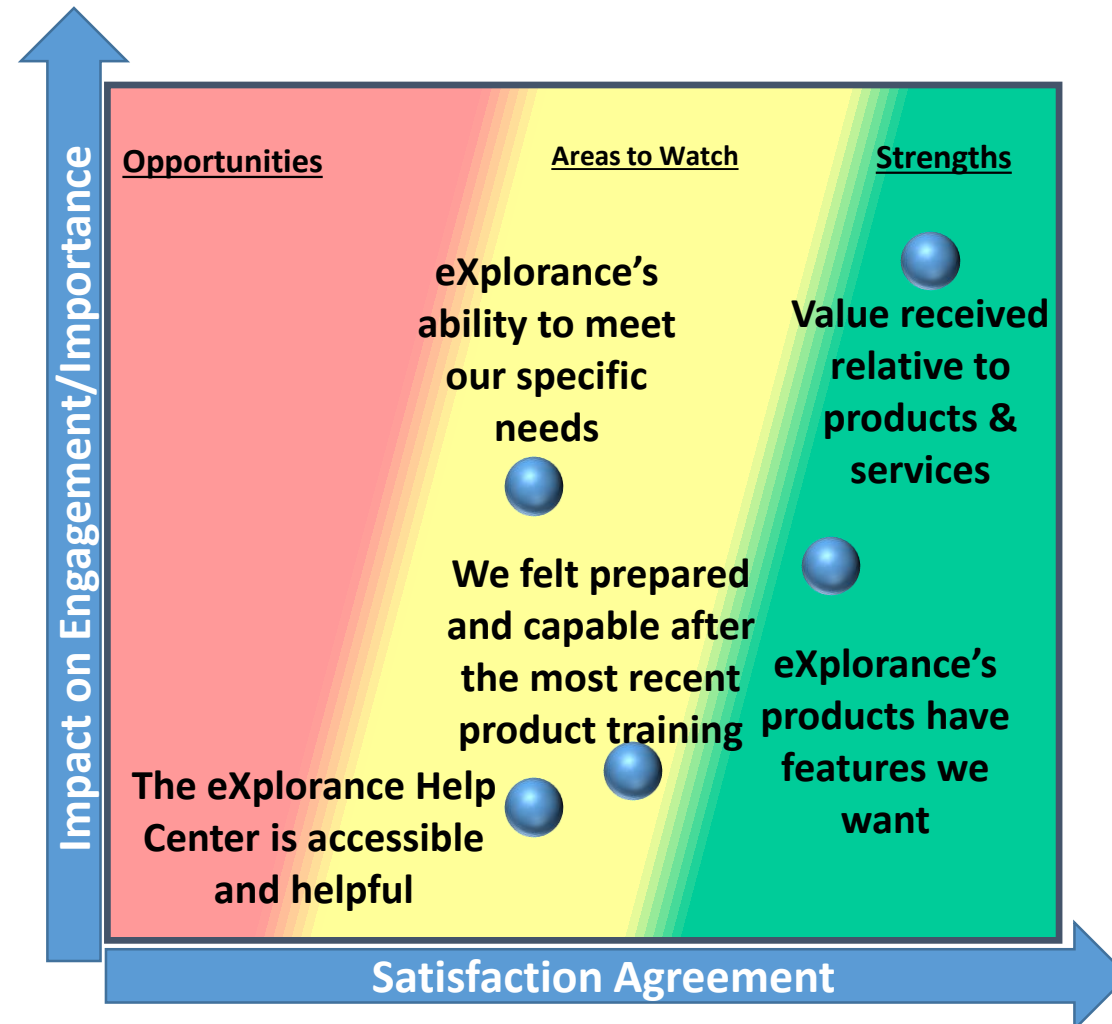 Impact on Engagement/Importance
Opportunities
Areas to Watch
Strengths
eXplorance’s
ability to meet
our specific
needs
Value received
relative to
products &
services
We felt prepared
and capable after
the most recent
product training
eXplorance’s
products have
features we
want
The eXplorance Help
Center is accessible
and helpful
Satisfaction Agreement